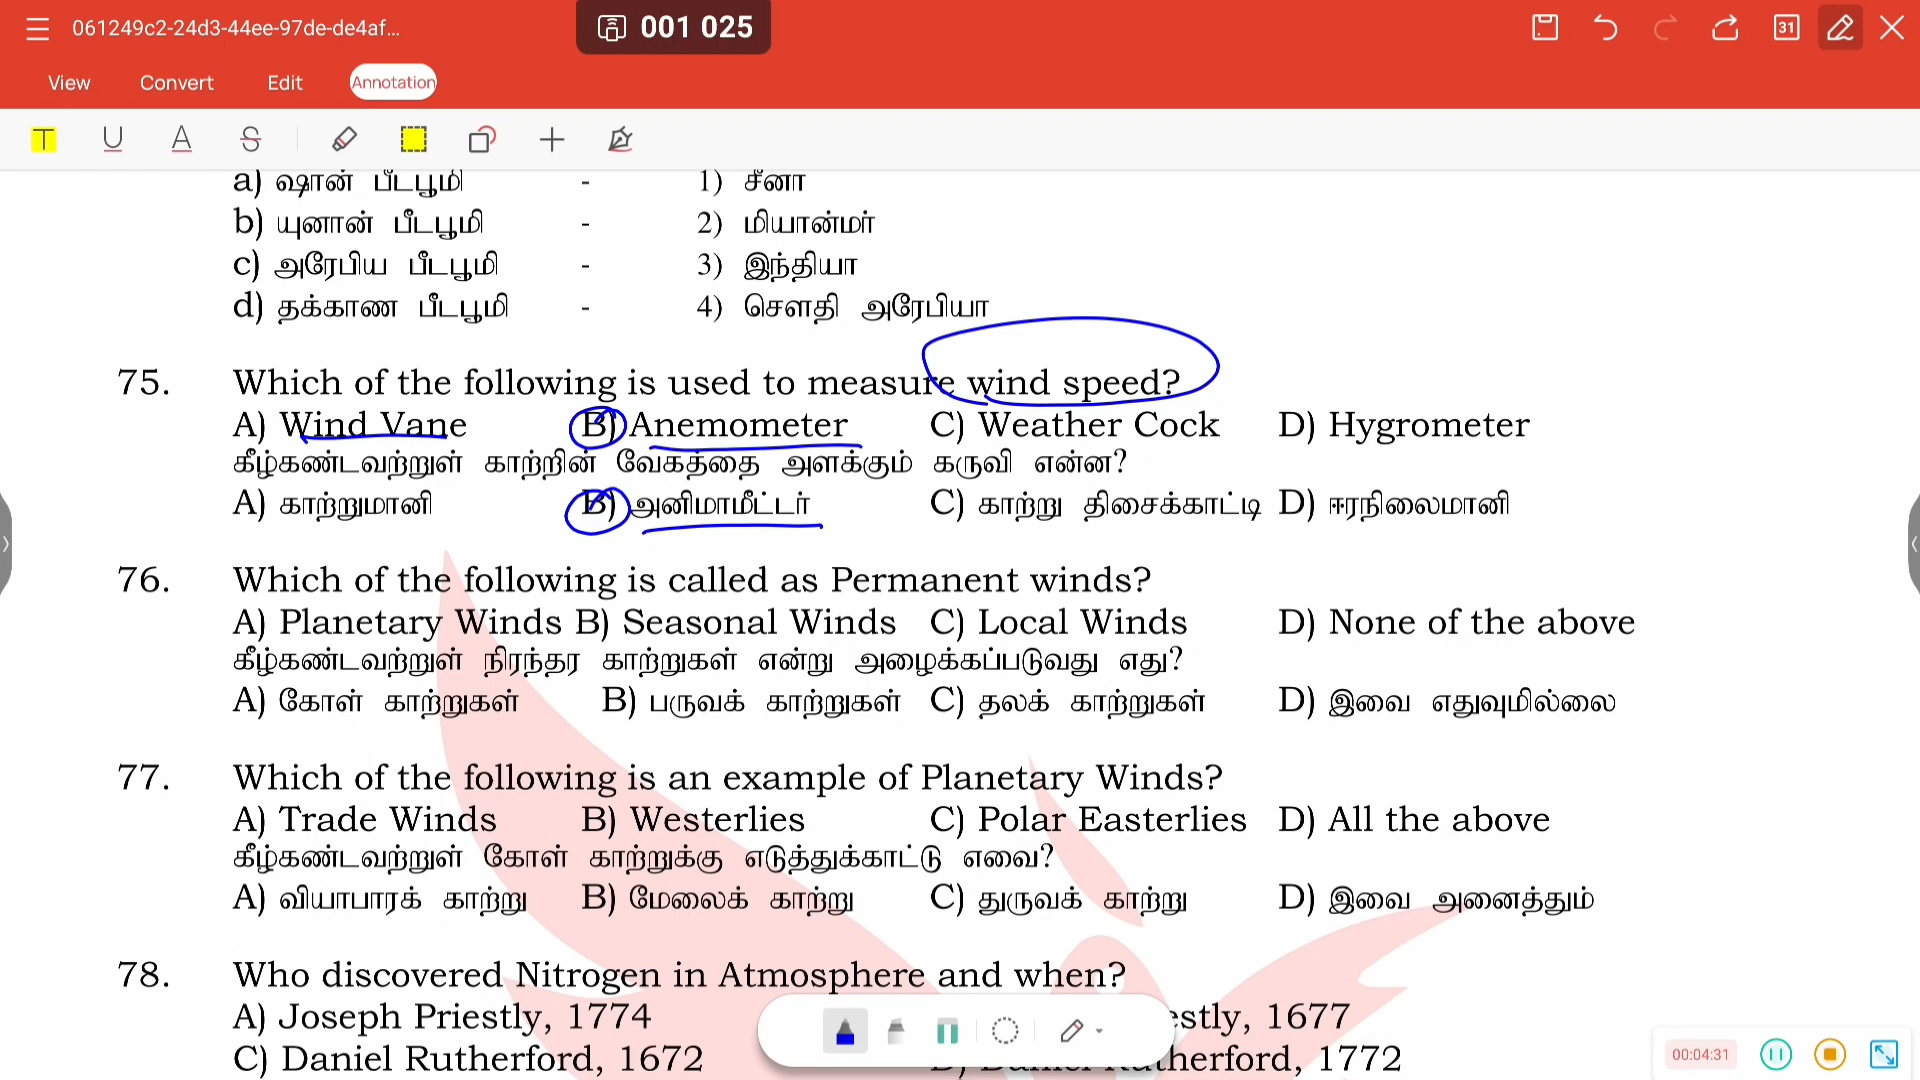 061249c2-24d3-44ee-97de-de4af...
001 025
31
View Convert Edit Annotation
T U A S
a) ஷான் பீடபூமி - 1) சீனா
b) யுனான் பீடபூமி - 2) மியான்மர்
c) அரேபிய பீடபூமி - 3) இந்தியா
d) தக்காண பீடபூமி - 4) சௌதி அரேபியா
75. Which of the following is used to measure wind speed?
A) Wind Vane B) Anemometer C) Weather Cock D) Hygrometer
கீழ்கண்டவற்றுள் காற்றின் வேகத்தை அளக்கும் கருவி என்ன?
A) காற்றுமானி B) அனிமாமீட்டர் C) காற்று திசைக்காட்டி D) ஈரநிலைமானி
76. Which of the following is called as Permanent winds?
A) Planetary Winds B) Seasonal Winds C) Local Winds D) None of the above
கீழ்கண்டவற்றுள் நிரந்தர காற்றுகள் என்று அழைக்கப்படுவது எது?
A) கோள் காற்றுகள் B) பருவக் காற்றுகள் C) தலக் காற்றுகள் D) இவை எதுவுமில்லை
77. Which of the following is an example of Planetary Winds?
A) Trade Winds B) Westerlies C) Polar Easterlies D) All the above
கீழ்கண்டவற்றுள் கோள் காற்றுக்கு எடுத்துக்காட்டு எவை?
A) வியாபாரக் காற்று B) மேலைக் காற்று C) துருவக் காற்று D) இவை அனைத்தும்
78. Who discovered Nitrogen in Atmosphere and when?
A) Joseph Priestly, 1774 stly, 1677
C) Daniel Rutherford, 1672 therford, 1772
00:04:31